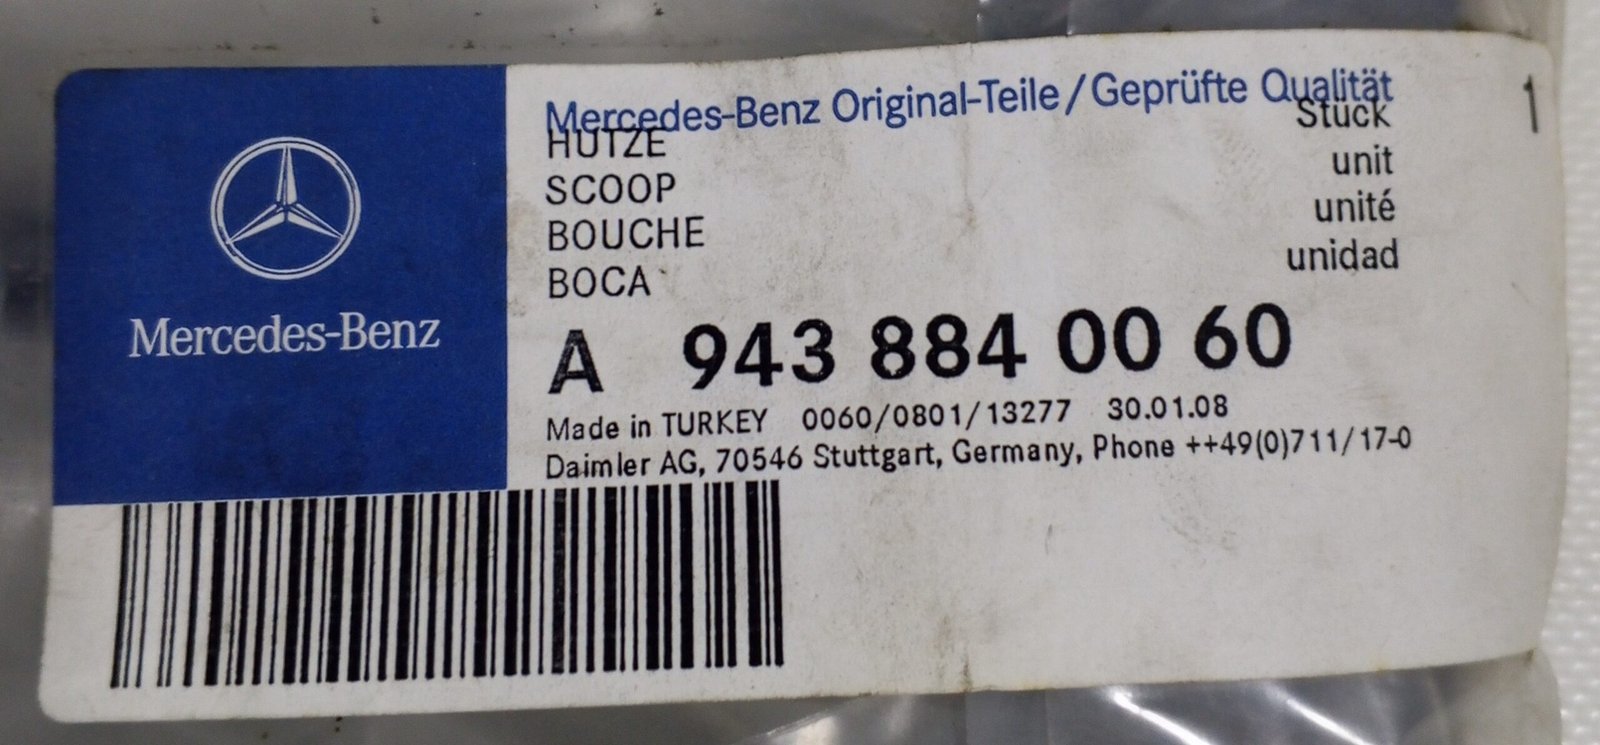 Mercedes-Benz
Mercedes-Benz Original-Teile/Geprüfte Qualität
HUTZE Stück 1
SCOOP unit
BOUCHE unité
BOCA unidad
A 943 884 00 60
Made in TURKEY 0060/0801/13277 30.01.08
Daimler AG, 70546 Stuttgart, Germany, Phone ++49(0)711/17-0